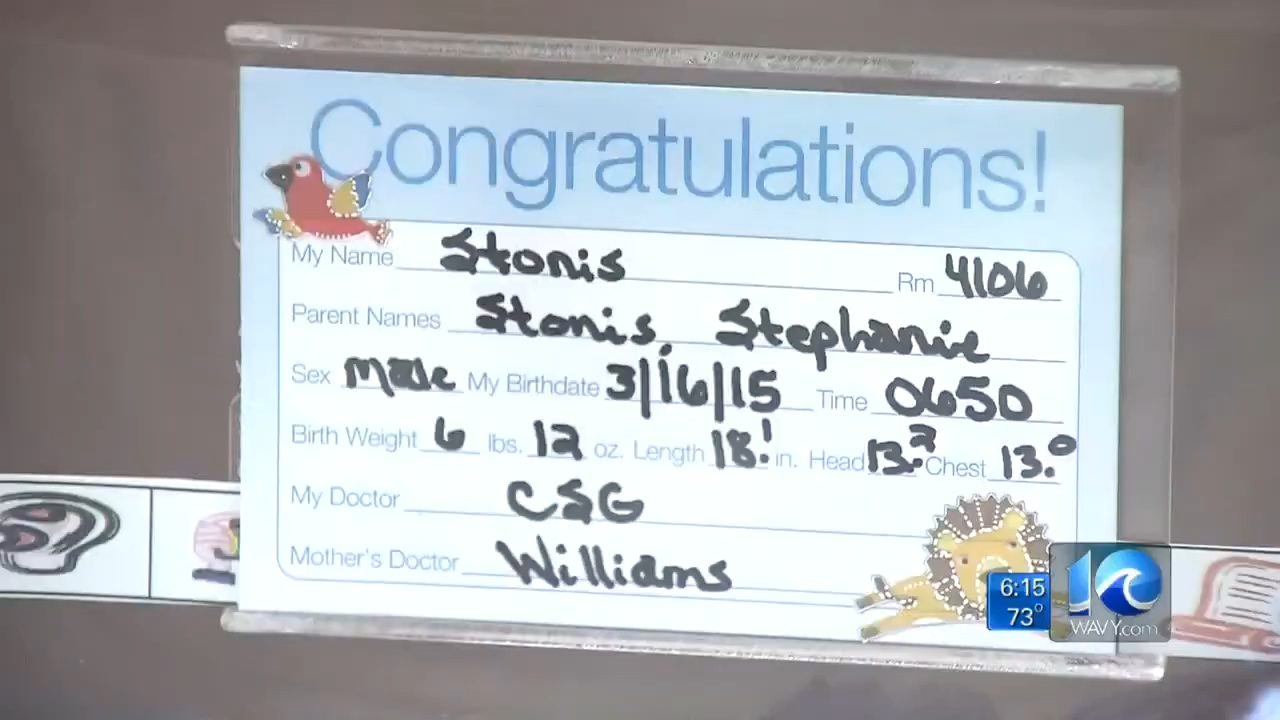 Congratulations!
My Name Stonis Rm 4106
Parent Names Stonis, Stephanie
Sex male My Birthdate 3/16/15 Time 0650
Birth Weight 6 lbs. 12 oz. Length 18.1 in. Head 13.2 Chest 13.0
My Doctor CSG
Mother's Doctor Williams
6:15
73°
10
WAVY.com